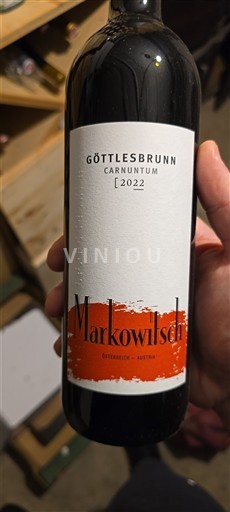 GÖTTLESBRUNN
CARNUNTUM
[2022
VINIOU
Markowitsch
ÖSTERREICH – AUSTRIA